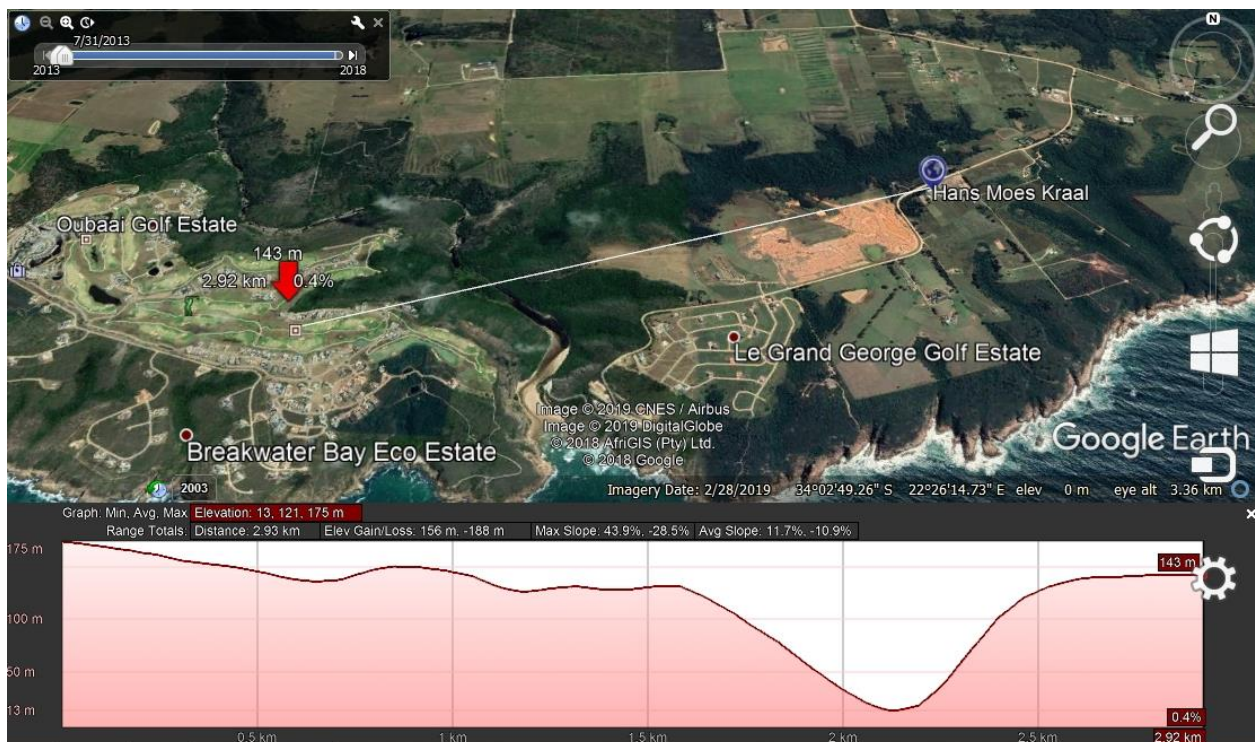 7/31/2013
2013
2018
N
Hans Moes Kraal
Oubaai Golf Estate
143 m
2.92 km 0.4%
Le Grand George Golf Estate
Image © 2019 CNES / Airbus
Image © 2019 DigitalGlobe
© 2018 AfriGIS (Pty) Ltd.
© 2018 Google
Google Earth
Breakwater Bay Eco Estate
2003
Imagery Date: 2/28/2019 34°02'49.26" S 22°26'14.73" E elev 0 m eye alt 3.36 km
Graph: Min, Avg, Max Elevation: 13, 121, 175 m
Range Totals: Distance: 2.93 km Elev Gain/Loss: 156 m, -188 m Max Slope: 43.9%, -28.5% Avg Slope: 11.7%, -10.9%
175 m
143 m
100 m
50 m
13 m
0.4%
0.5 km 1 km 1.5 km 2 km 2.5 km 2.92 km